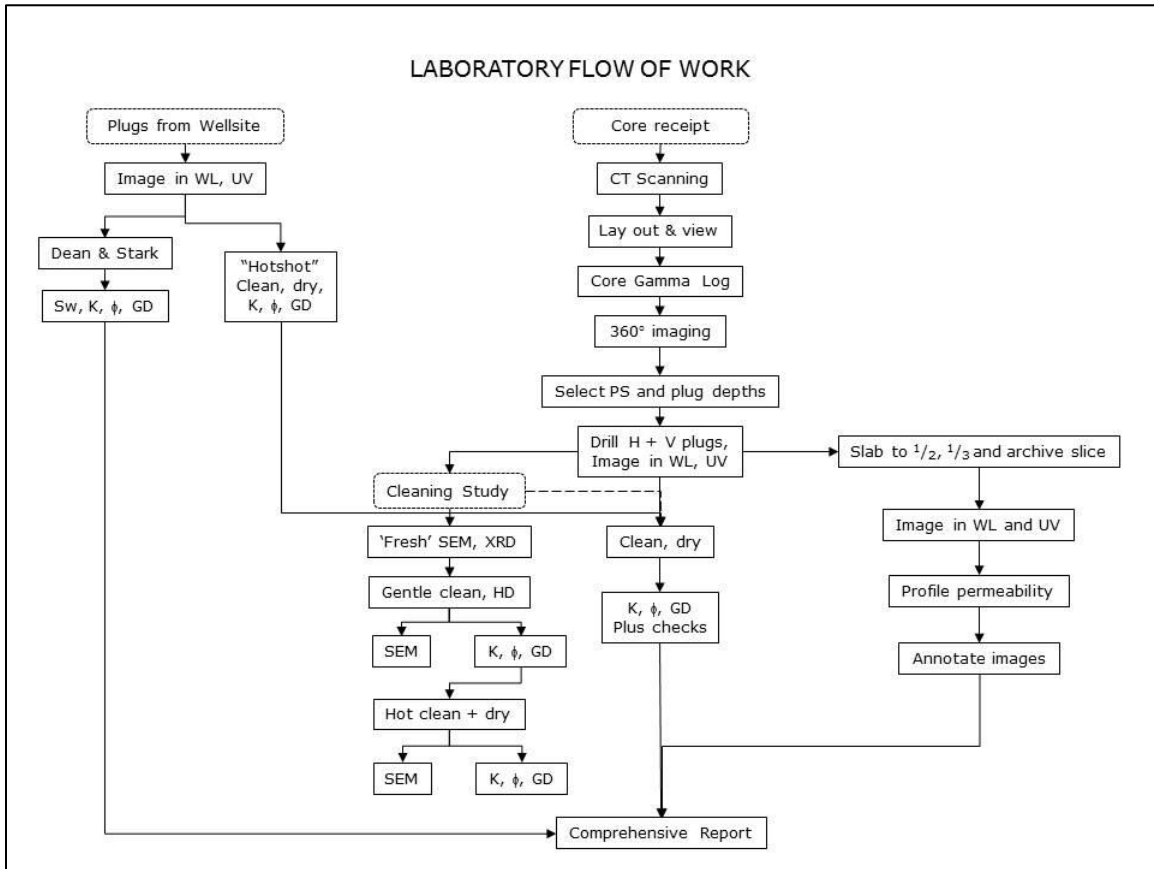 LABORATORY FLOW OF WORK
Plugs from Wellsite
Image in WL, UV
Dean & Stark
Sw, K, ϕ, GD
“Hotshot”
Clean, dry,
K, ϕ, GD
Core receipt
CT Scanning
Lay out & view
Core Gamma Log
360° imaging
Select PS and plug depths
Drill H + V plugs,
Image in WL, UV
Cleaning Study
‘Fresh’ SEM, XRD
Gentle clean, HD
SEM
K, ϕ, GD
Hot clean + dry
SEM
K, ϕ, GD
Clean, dry
K, ϕ, GD
Plus checks
Slab to 1/2, 1/3 and archive slice
Image in WL and UV
Profile permeability
Annotate images
Comprehensive Report